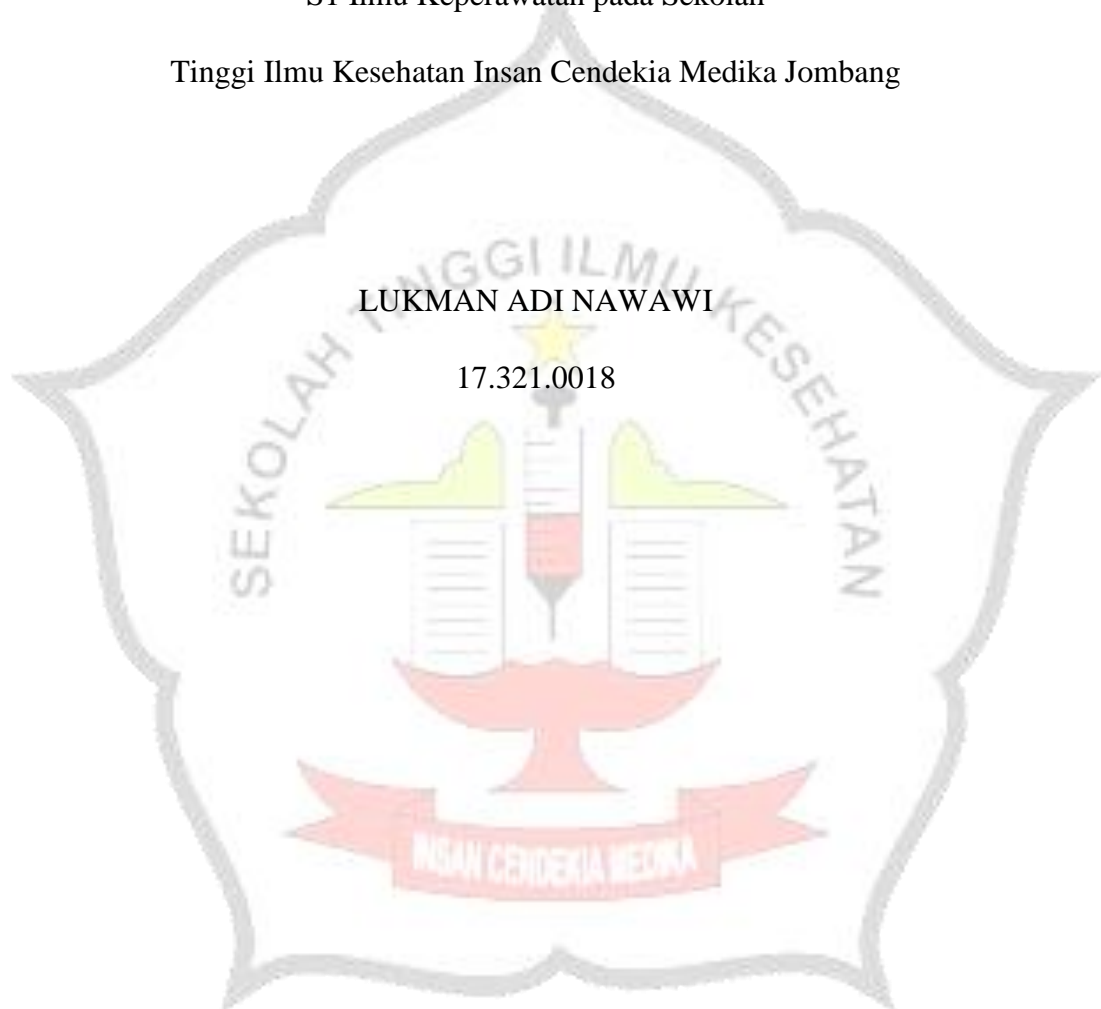 S1 Ilmu Keperawatan pada Sekolah
Tinggi Ilmu Kesehatan Insan Cendekia Medika Jombang
SEKOLAH TINGGI ILMU KESEHATAN
LUKMAN ADI NAWAWI
17.321.0018
INSAN CENDEKIA MEDIKA